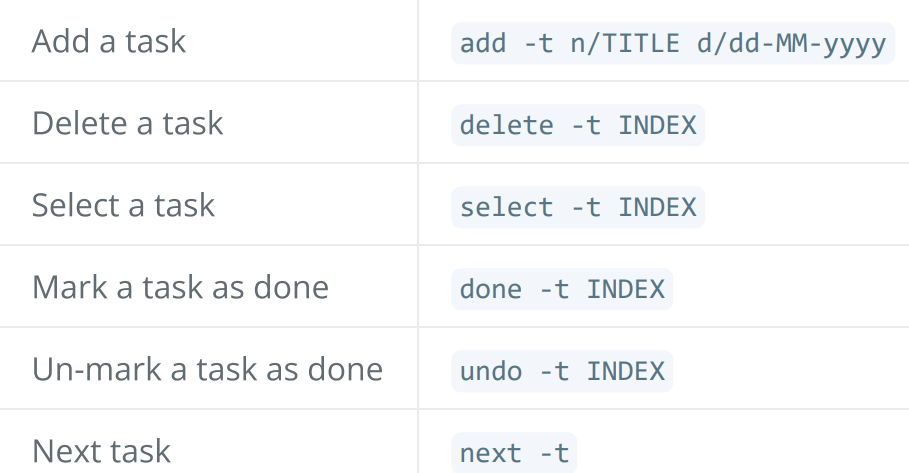 Add a task add -t n/TITLE d/dd-MM-yyyy
Delete a task delete -t INDEX
Select a task select -t INDEX
Mark a task as done done -t INDEX
Un-mark a task as done undo -t INDEX
Next task next -t